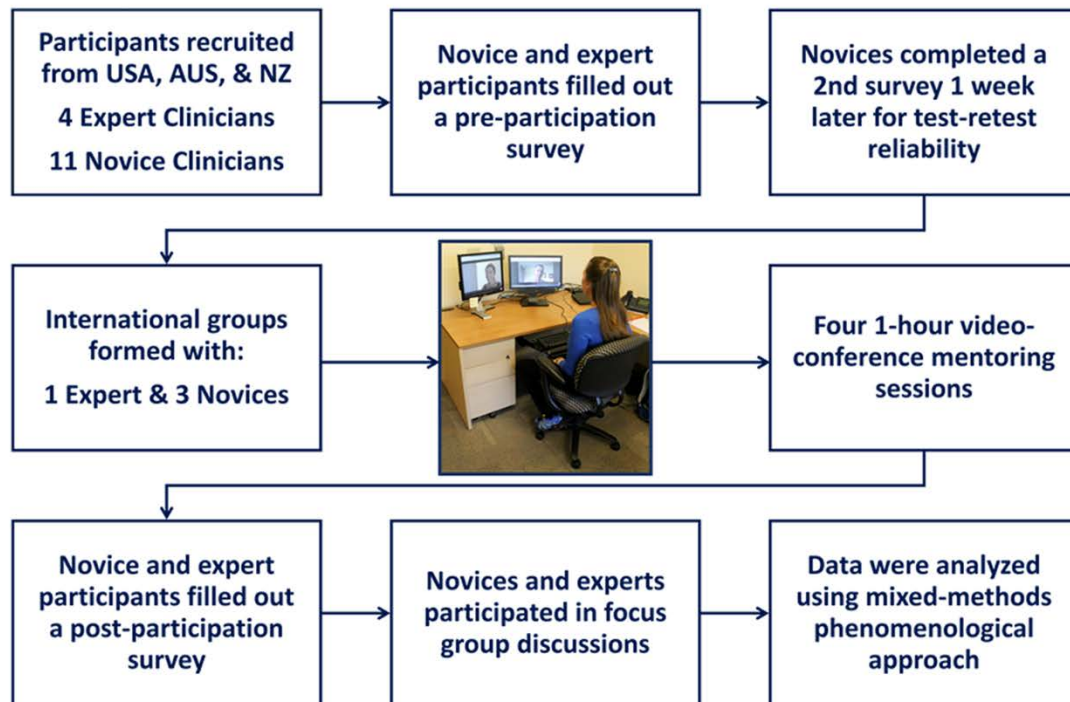 Participants recruited
from USA, AUS, & NZ
4 Expert Clinicians
11 Novice Clinicians
Novice and expert
participants filled out
a pre-participation
survey
Novices completed a
2nd survey 1 week
later for test-retest
reliability
International groups
formed with:
1 Expert & 3 Novices
Four 1-hour video-
conference mentoring
sessions
Novice and expert
participants filled out
a post-participation
survey
Novices and experts
participated in focus
group discussions
Data were analyzed
using mixed-methods
phenomenological
approach